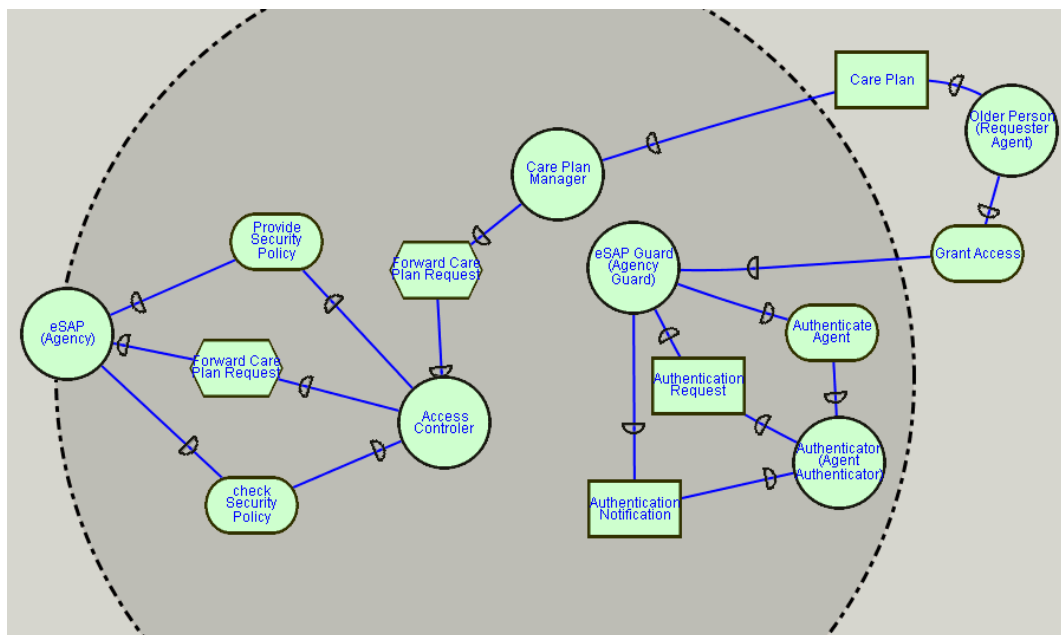 Care Plan
Older Person
(Requester
Agent)
Care Plan
Manager
Provide
Security
Policy
eSAP Guard
(Agency
Guard)
Grant Access
Forward Care
Plan Request
eSAP
(Agency)
Authenticate
Agent
Forward Care
Plan Request
Authentication
Request
Access
Controler
Authenticator
(Agent
Authenticator)
check
Security
Policy
Authentication
Notification